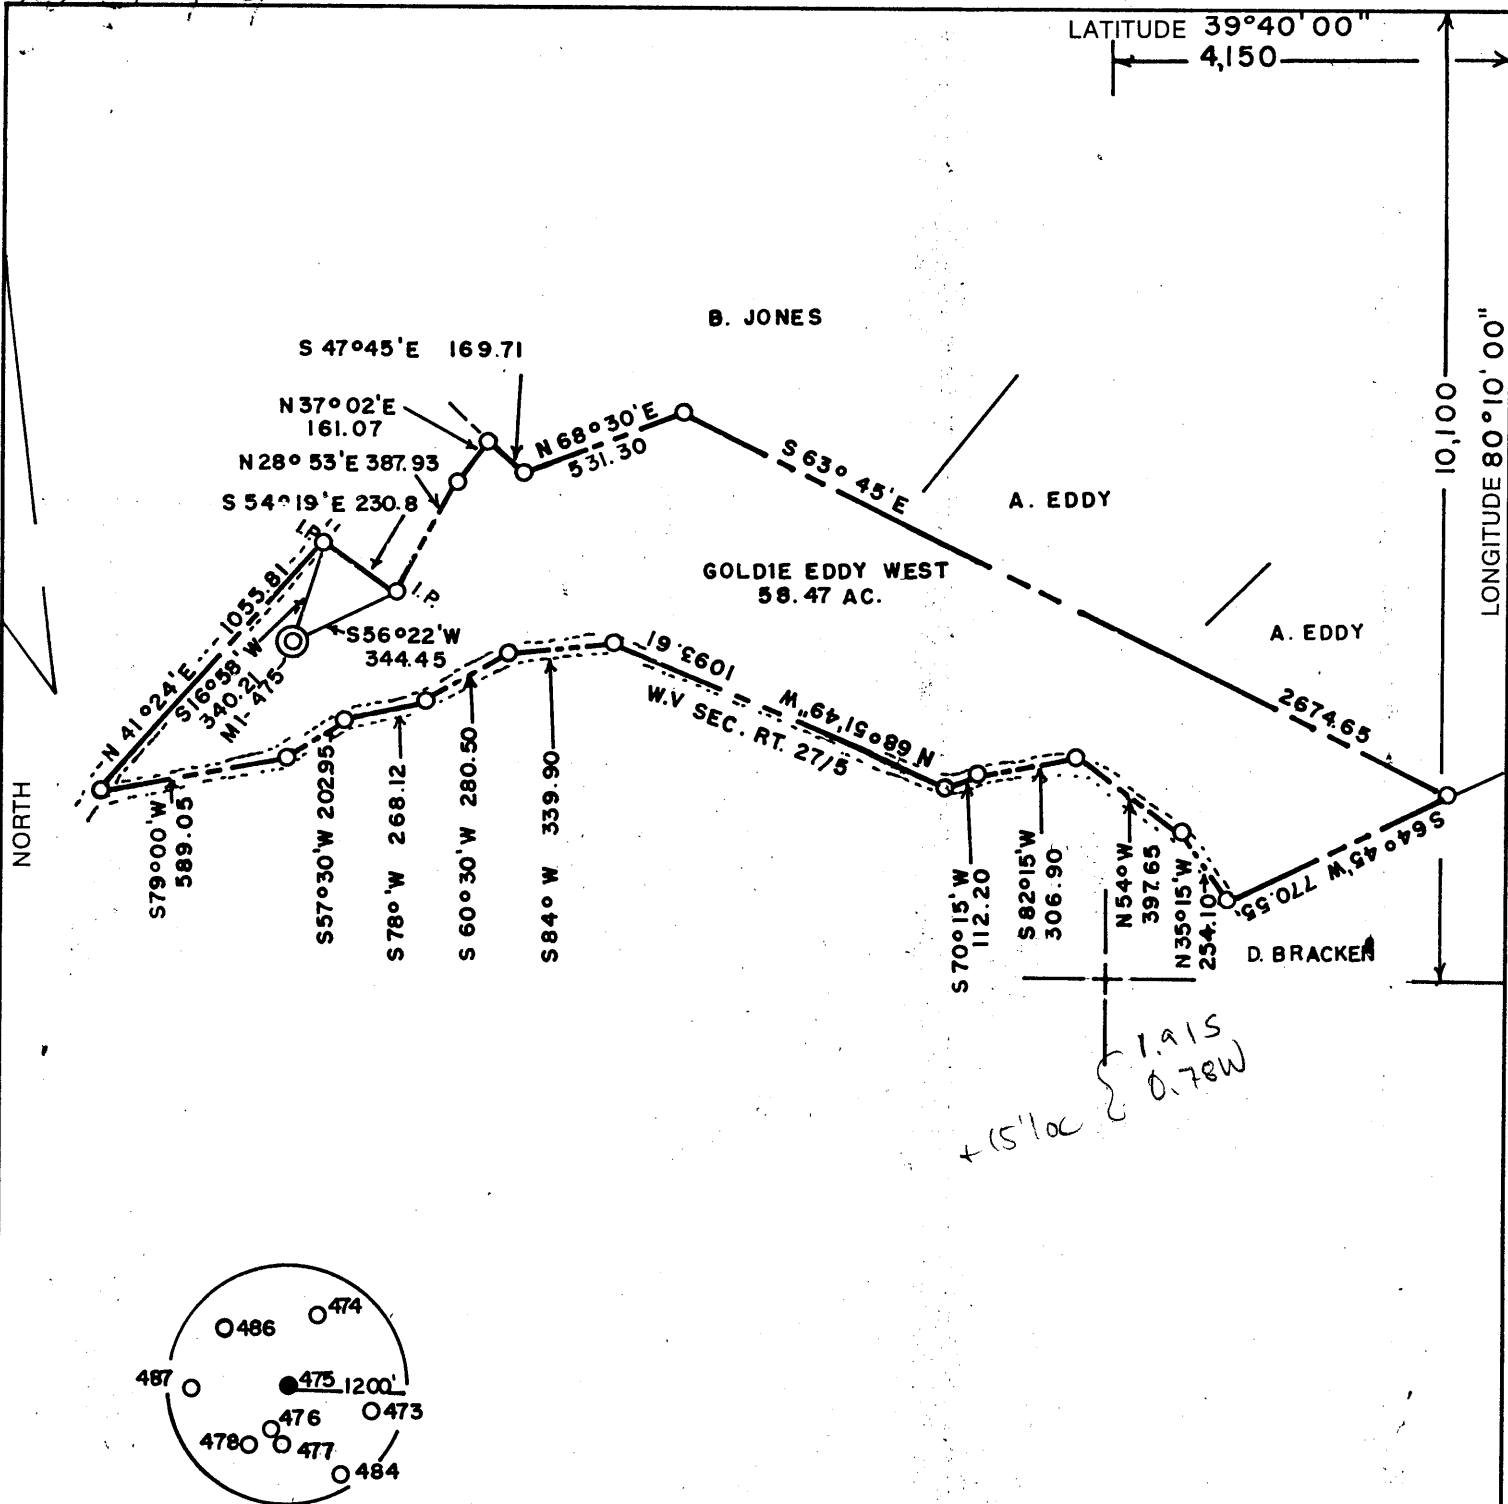 LATITUDE 39°40'00"
4,150
B. JONES
S 47°45'E 169.71
N 37°02'E
161.07
N 68°30'E
531.30
N 28° 53'E 387.93
S 63° 45'E
10,100
LONGITUDE 80°10'00"
S 54°19'E 230.8
A. EDDY
I.P.
GOLDIE EDDY WEST
58.47 AC.
I.P.
N 41°24'E 1055.81
S16°58'W
340.21
M1-475
S56°22'W
344.45
A. EDDY
2674.65
N 68°51'49"W 1093.61
W.V SEC. RT. 27/5
NORTH
S79°00'W
589.05
S57°30'W 202.95
S78°'W 268.12
S 60°30'W 280.50
S84° W 339.90
S 70°15'W
112.20
S 82°15'W
306.90
N54°W
397.65
N35°15'W
254.10
S64°45'W 770.55
D. BRACKEN
1.91S
0.78W
+15'loc
474
486
487
475 1200'
473
476
478
477
484